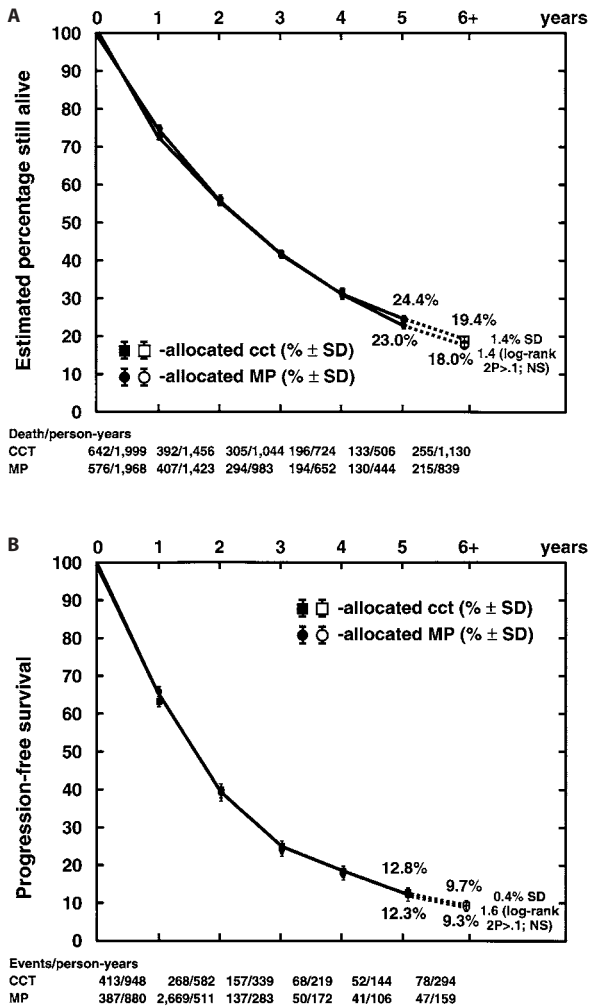 A
0 1 2 3 4 5 6+ years
Estimated percentage still alive
100
90
80
70
60
50
40
30
20
10
0
24.4%
19.4%
23.0%
18.0%
1.4% SD
1.4 (log-rank
2P>.1; NS)
-allocated cct (% ± SD)
-allocated MP (% ± SD)
Death/person-years
CCT 642/1,999 392/1,456 305/1,044 196/724 133/506 255/1,130
MP 576/1,968 407/1,423 294/983 194/652 130/444 215/839
B
0 1 2 3 4 5 6+ years
Progression-free survival
100
90
80
70
60
50
40
30
20
10
0
-allocated cct (% ± SD)
-allocated MP (% ± SD)
12.8%
9.7%
12.3%
9.3%
0.4% SD
1.6 (log-rank
2P>.1; NS)
Events/person-years
CCT 413/948 268/582 157/339 68/219 52/144 78/294
MP 387/880 2,669/511 137/283 50/172 41/106 47/159